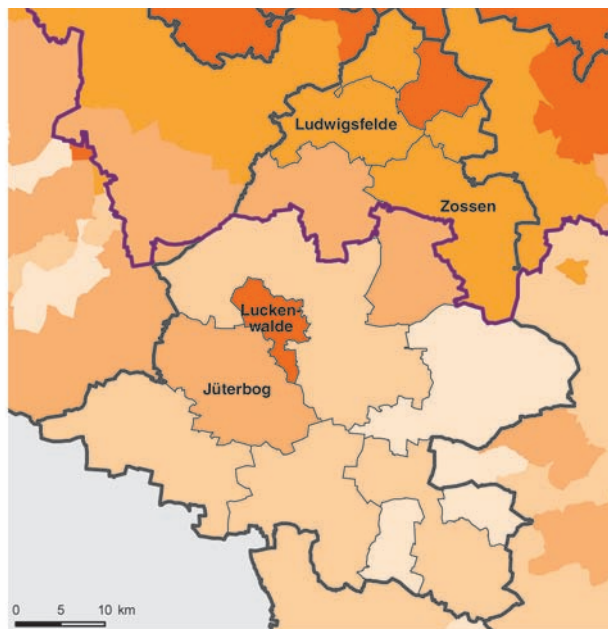 Ludwigsfelde
Zossen
Lucken-
walde
Jüterbog
0 5 10 km